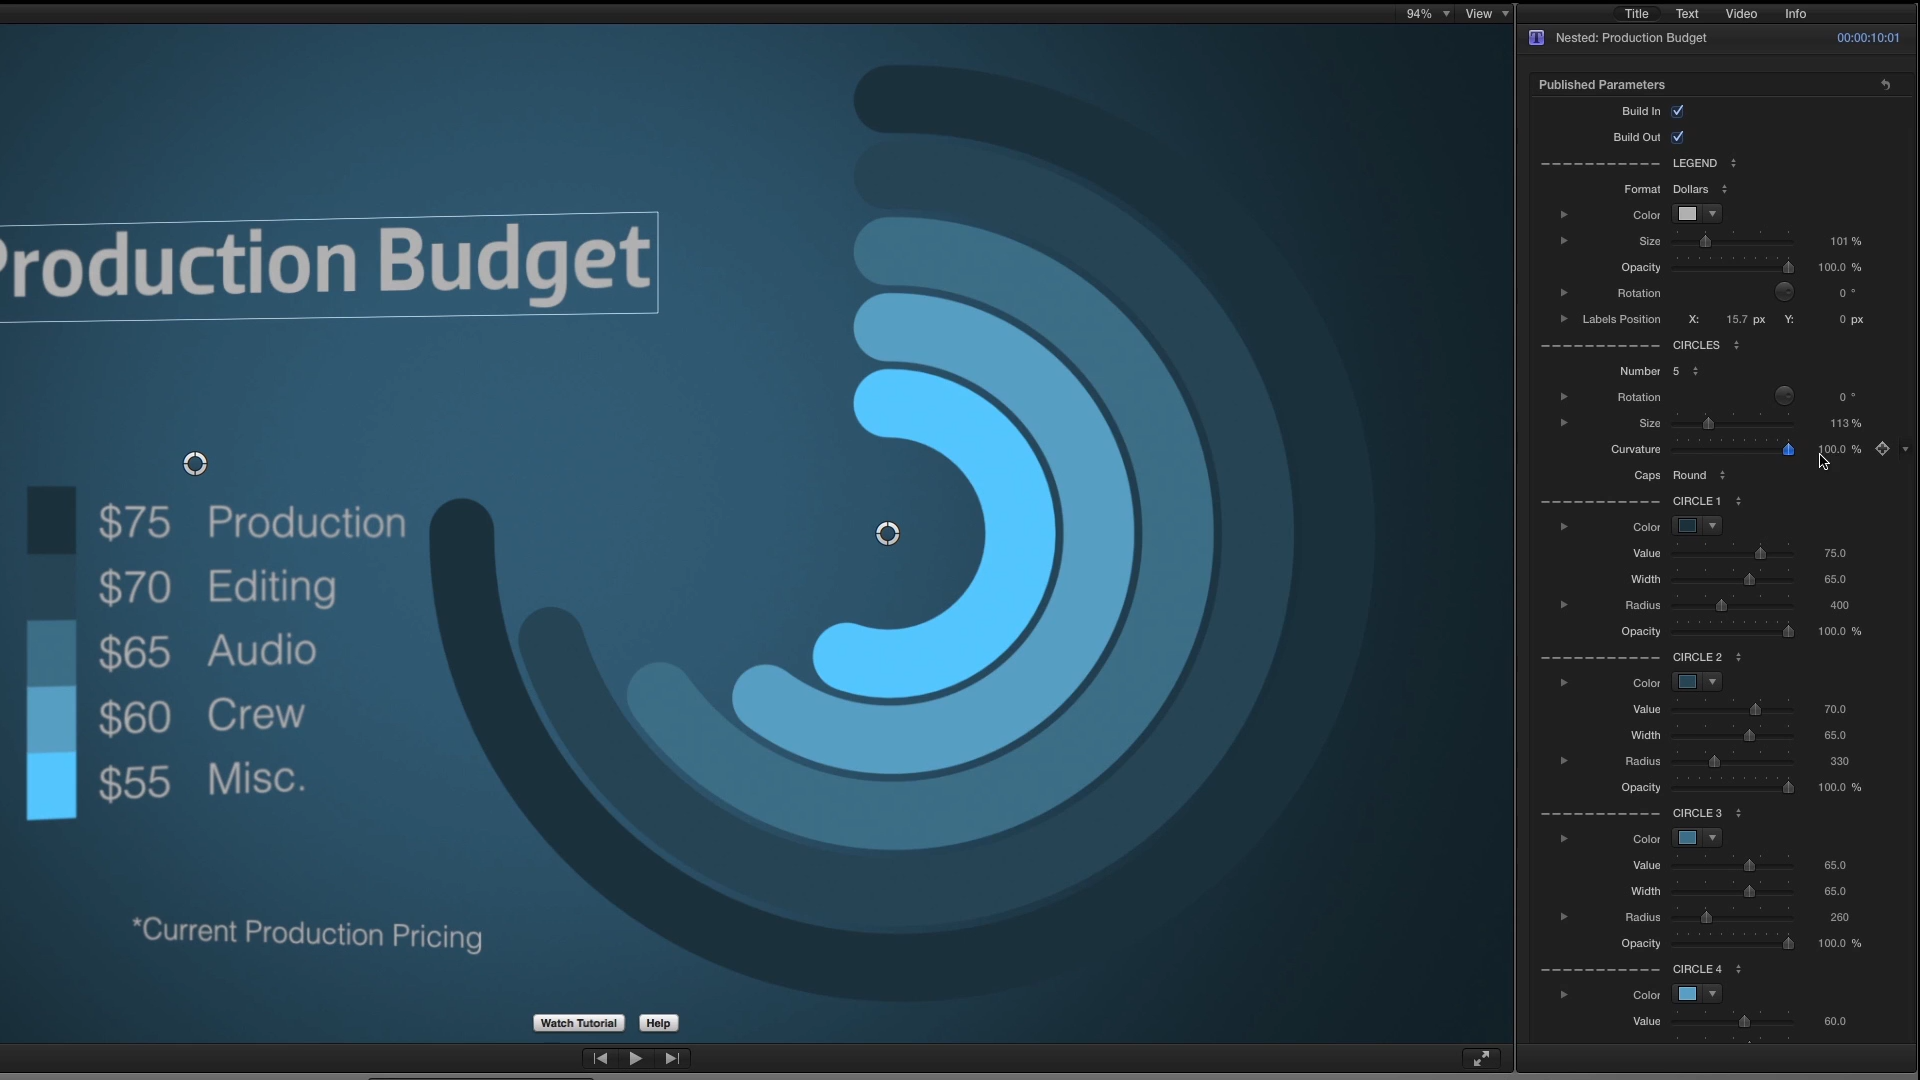 94% View
Title Text Video Info
Nested: Production Budget 00:00:10:01
Published Parameters
Build In
Build Out
LEGEND
Format Dollars
Color
Size 101 %
Opacity 100.0 %
Rotation 0 °
Labels Position X: 15.7 px Y: 0 px
CIRCLES
Number 5
Rotation 0 °
Size 113 %
Curvature 100.0 %
Caps Round
CIRCLE 1
Color
Value 75.0
Width 65.0
Radius 400
Opacity 100.0 %
CIRCLE 2
Color
Value 70.0
Width 65.0
Radius 330
Opacity 100.0 %
CIRCLE 3
Color
Value 65.0
Width 65.0
Radius 260
Opacity 100.0 %
CIRCLE 4
Color
Value 60.0
Production Budget
$75 Production
$70 Editing
$65 Audio
$60 Crew
$55 Misc.
*Current Production Pricing
Watch Tutorial Help